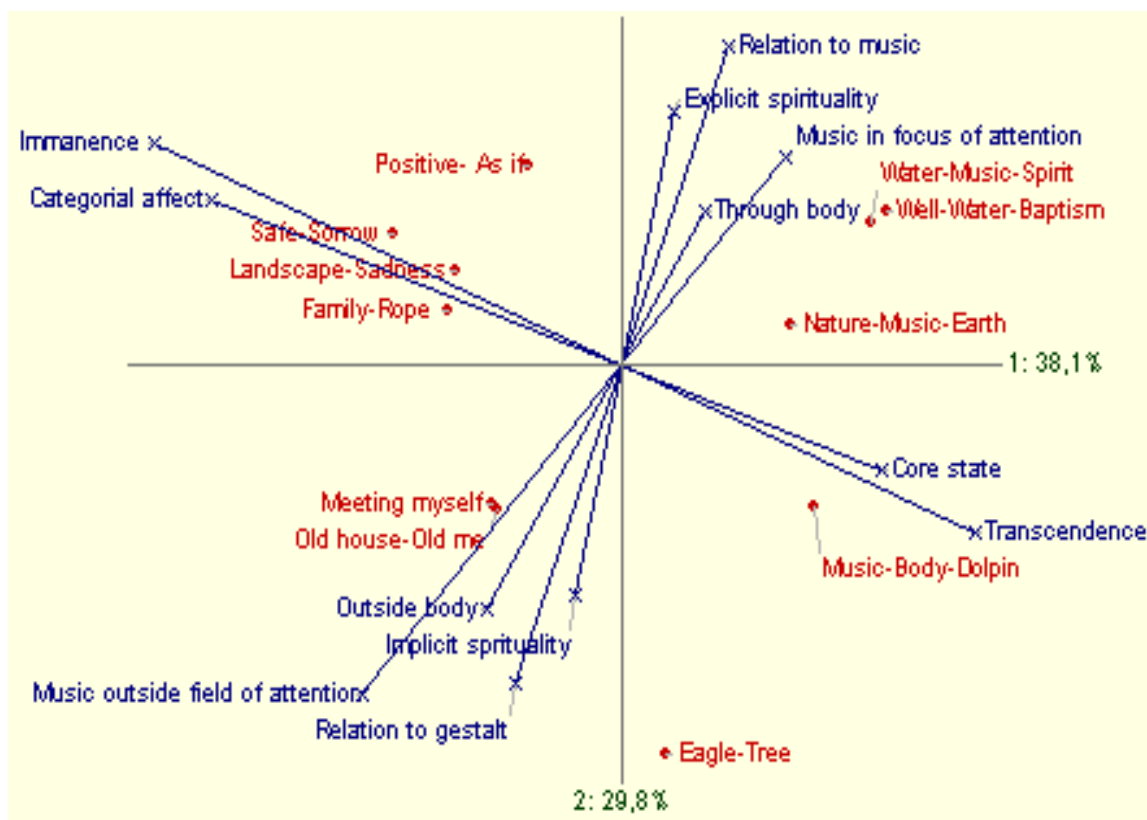 Relation to music
Explicit spirituality
Immanence
Music in focus of attention
Positive- As if
Water-Music-Spirit
Categorial affect
Through body
Well-Water-Baptism
Safe-Sorrow
Landscape-Sadness
Family-Rope
Nature-Music-Earth
1: 38,1%
Core state
Meeting myself
Transcendence
Old house-Old me
Music-Body-Dolpin
Outside body
Implicit sprituality
Music outside field of attention
Relation to gestalt
Eagle-Tree
2: 29,8%